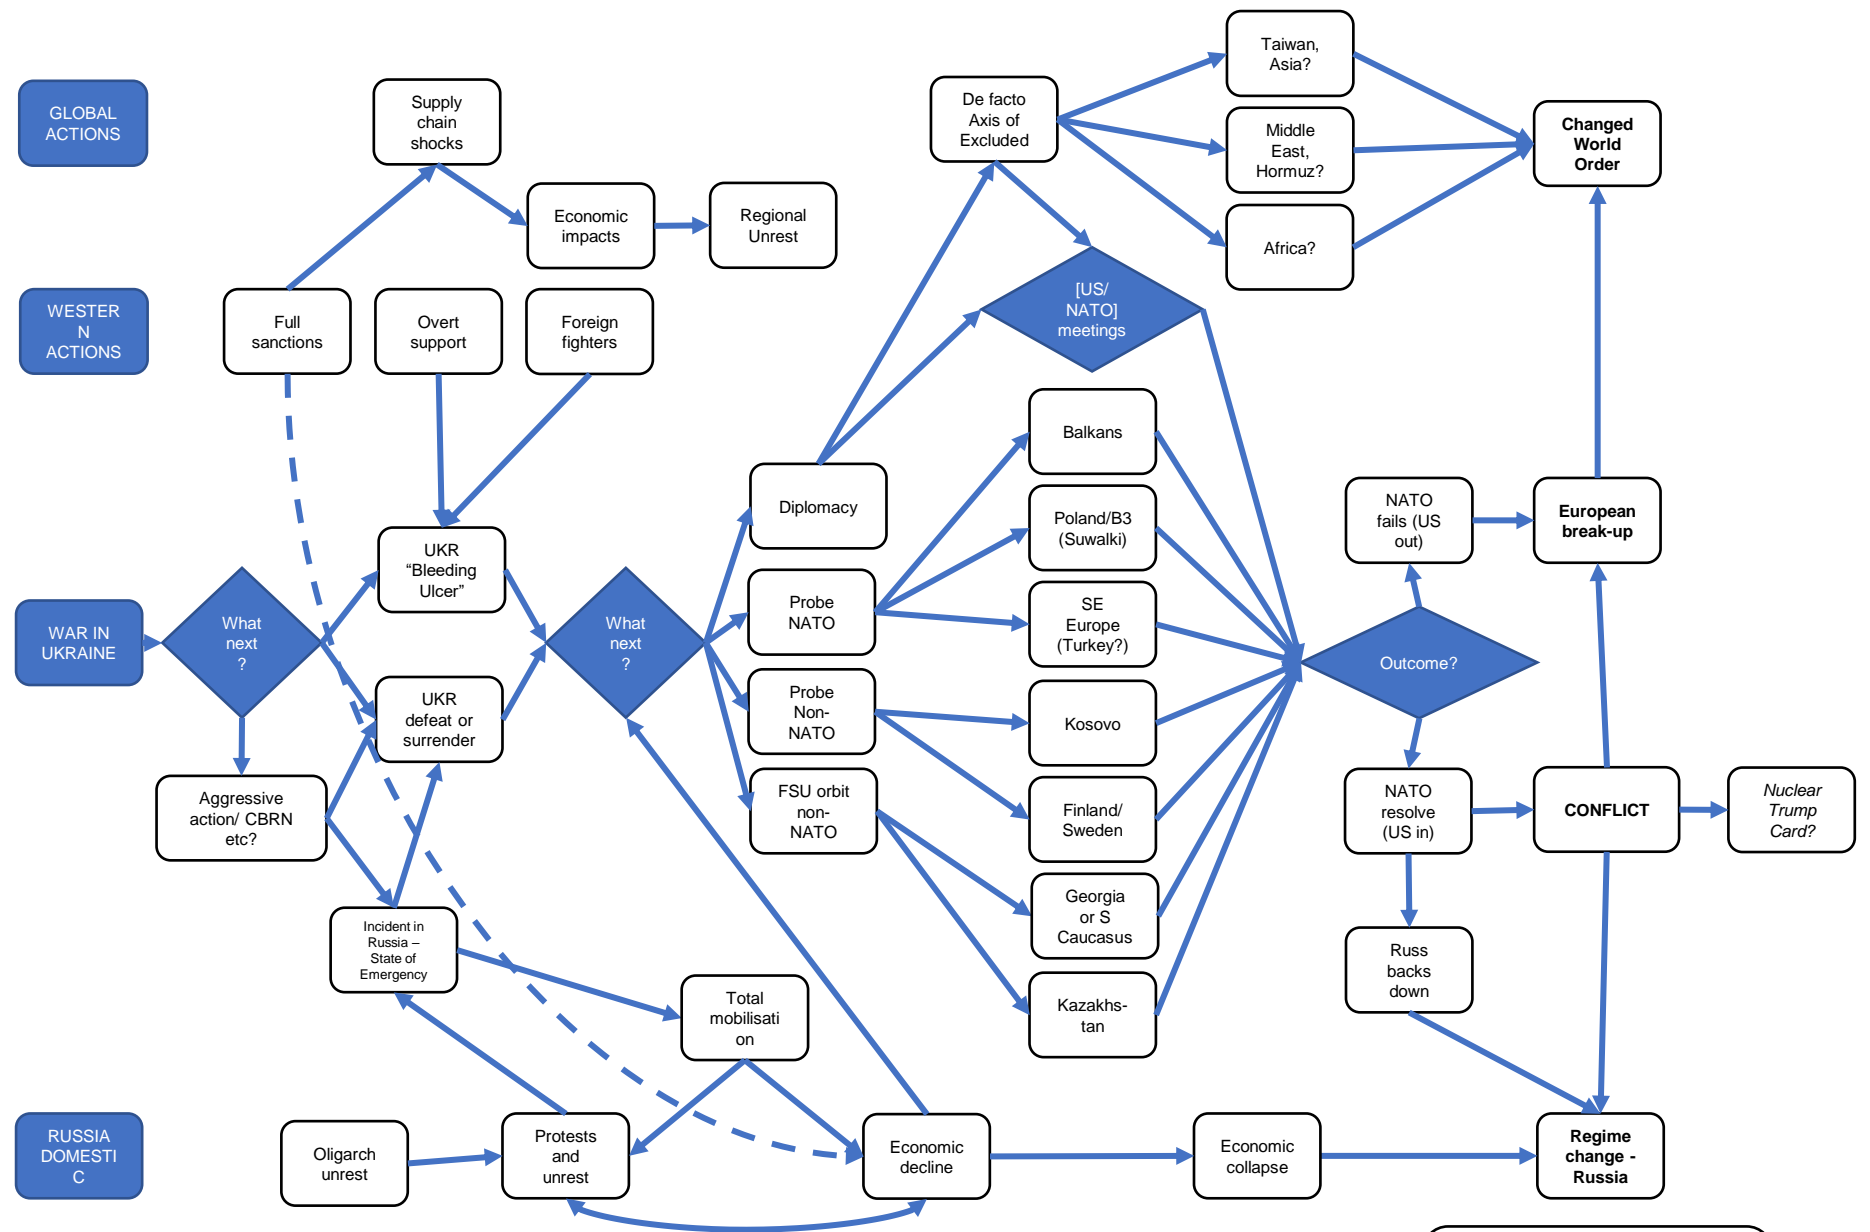 GLOBAL
ACTIONS
Supply
chain
shocks
Economic
impacts
Regional
Unrest
De facto
Axis of
Excluded
Taiwan,
Asia?
Middle
East,
Hormuz?
Africa?
Changed
World
Order
WESTER
N
ACTIONS
Full
sanctions
Overt
support
Foreign
fighters
[US/
NATO]
meetings
WAR IN
UKRAINE
What
next
?
UKR
“Bleeding
Ulcer”
UKR
defeat or
surrender
Aggressive
action/ CBRN
etc?
Incident in
Russia –
State of
Emergency
What
next
?
Diplomacy
Probe
NATO
Probe
Non-
NATO
FSU orbit
non-
NATO
Balkans
Poland/B3
(Suwalki)
SE
Europe
(Turkey?)
Kosovo
Finland/
Sweden
Georgia
or S
Caucasus
Kazakhs-
tan
Outcome?
NATO
fails (US
out)
European
break-up
NATO
resolve
(US in)
CONFLICT
Nuclear
Trump
Card?
Russ
backs
down
Total
mobilisati
on
RUSSIA
DOMESTI
C
Oligarch
unrest
Protests
and
unrest
Economic
decline
Economic
collapse
Regime
change -
Russia